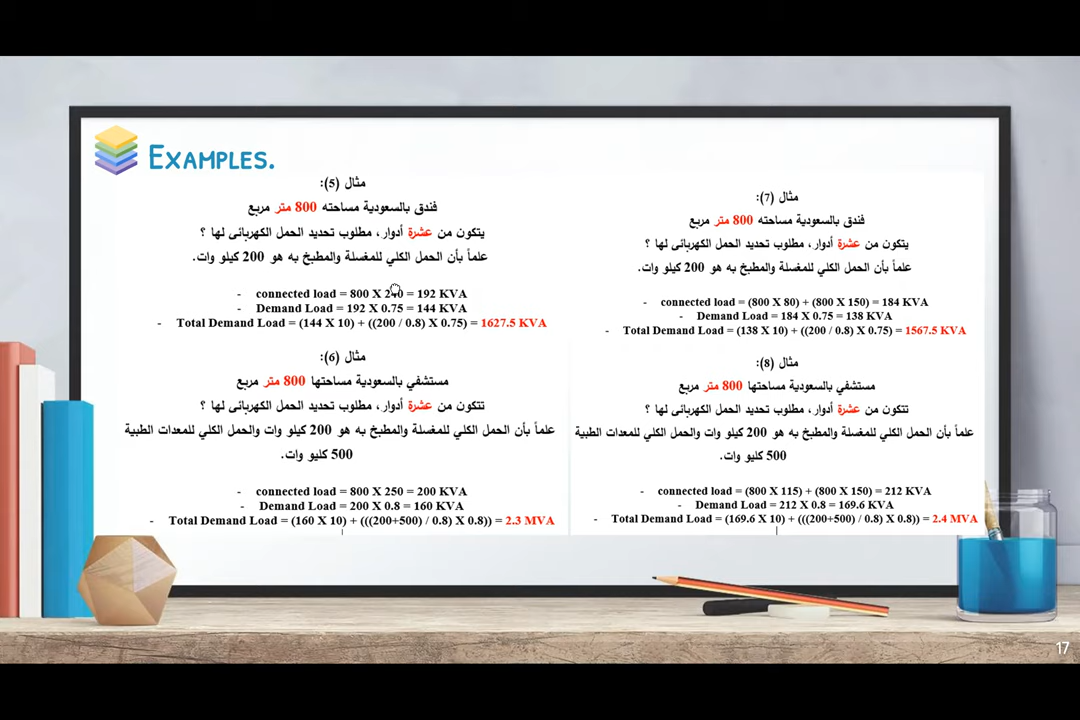 EXAMPLES.
مثال (5):
فندق بالسعودية مساحته 800 متر مربع
يتكون من عشرة أدوار، مطلوب تحديد الحمل الكهربائى لها ؟
علماً بأن الحمل الكلي للمغسلة والمطبخ به هو 200 كيلو وات.
- connected load = 800 X 240 = 192 KVA
- Demand Load = 192 X 0.75 = 144 KVA
- Total Demand Load = (144 X 10) + ((200 / 0.8) X 0.75) = 1627.5 KVA
مثال (6):
مستشفي بالسعودية مساحتها 800 متر مربع
تتكون من عشرة أدوار، مطلوب تحديد الحمل الكهربائى لها ؟
علماً بأن الحمل الكلي للمغسلة والمطبخ به هو 200 كيلو وات والحمل الكلي للمعدات الطبية
500 كليو وات.
- connected load = 800 X 250 = 200 KVA
- Demand Load = 200 X 0.8 = 160 KVA
- Total Demand Load = (160 X 10) + (((200+500) / 0.8) X 0.8)) = 2.3 MVA
مثال (7):
فندق بالسعودية مساحته 800 متر مربع
يتكون من عشرة أدوار، مطلوب تحديد الحمل الكهربائى لها ؟
علماً بأن الحمل الكلي للمغسلة والمطبخ به هو 200 كيلو وات.
- connected load = (800 X 80) + (800 X 150) = 184 KVA
- Demand Load = 184 X 0.75 = 138 KVA
- Total Demand Load = (138 X 10) + ((200 / 0.8) X 0.75) = 1567.5 KVA
مثال (8):
مستشفي بالسعودية مساحتها 800 متر مربع
تتكون من عشرة أدوار، مطلوب تحديد الحمل الكهربائى لها ؟
علماً بأن الحمل الكلي للمغسلة والمطبخ به هو 200 كيلو وات والحمل الكلي للمعدات الطبية
500 كليو وات.
- connected load = (800 X 115) + (800 X 150) = 212 KVA
- Demand Load = 212 X 0.8 = 169.6 KVA
- Total Demand Load = (169.6 X 10) + (((200+500) / 0.8) X 0.8)) = 2.4 MVA
17